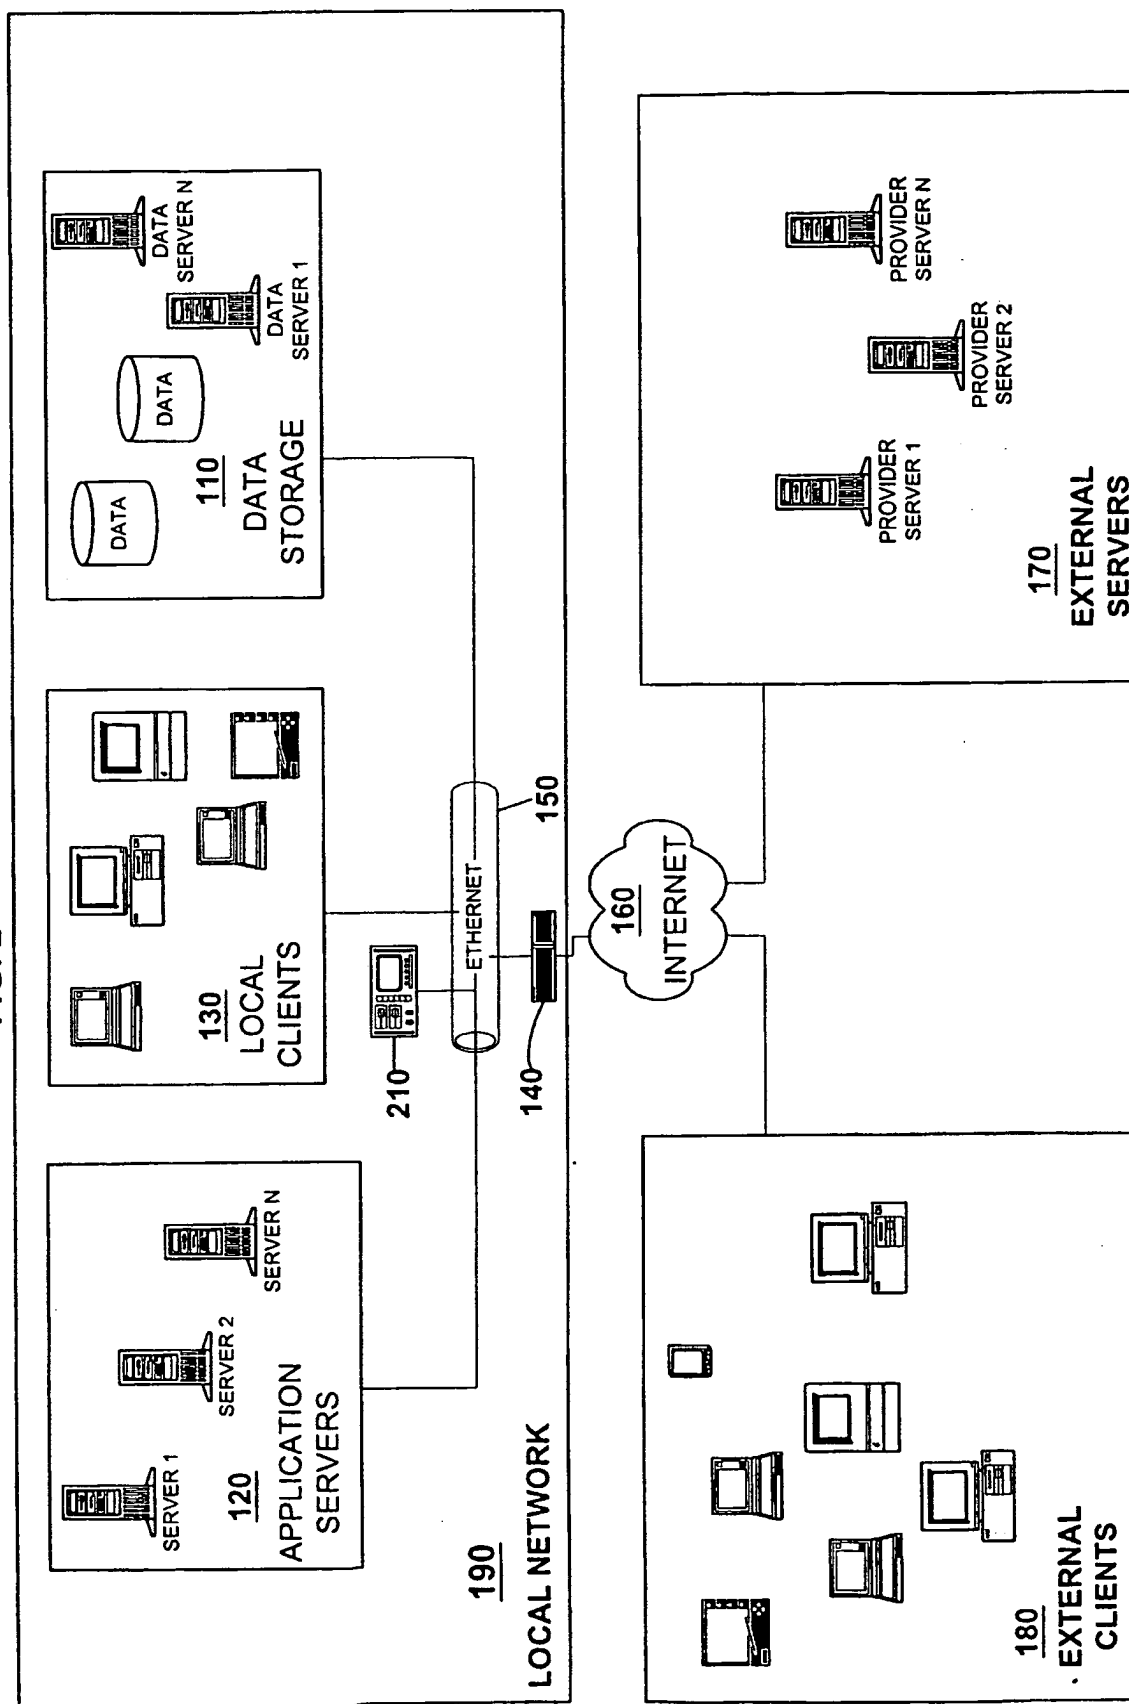 SERVER 1
SERVER 2
SERVER N
120
APPLICATION
SERVERS
130
LOCAL
CLIENTS
DATA
DATA
DATA
SERVER 1
DATA
SERVER N
110
DATA
STORAGE
210
ETHERNET
150
140
190
LOCAL NETWORK
160
INTERNET
180
EXTERNAL
CLIENTS
PROVIDER
SERVER 1
PROVIDER
SERVER 2
PROVIDER
SERVER N
170
EXTERNAL
SERVERS